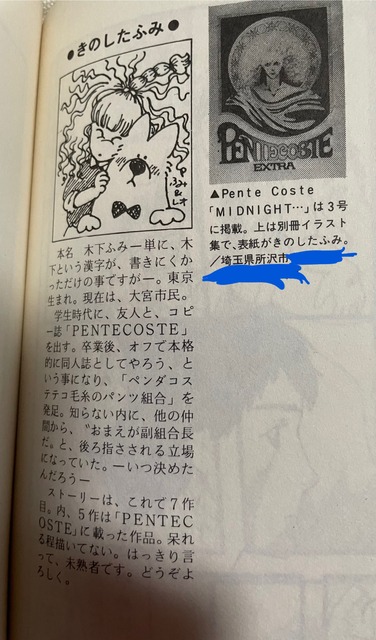 ●きのしたふみ●
ふみ&レオ
本名 木下ふみー単に、木
下という漢字が、書きにくか
っただけの事ですがー。東京
生まれ。現在は、大宮市民。
学生時代に、友人と、コピ
ー誌「PENTECOSTE」
を出す。卒業後、オフで本格
的に同人誌としてやろう、と
いう事になり、「ペンダコス
テテコ毛糸のパンツ組合」を
発足。知らない内に、他の仲
間から、〝おまえが副組合長
だ〟と、後ろ指さされる立場
になっていた。ーいつ決めた
んだろうー
ストーリーは、これで7作
目。内、5作は「PENTEC
OSTE」に載った作品。呆れ
る程描いてない。はっきり言
って、未熟者です。どうぞよ
ろしく。
PENTECOSTE
EXTRA
▲Pente Coste
「MIDNIGHT…」は3号
に掲載。上は別冊イラスト
集で、表紙がきのしたふみ。
／埼玉県所沢市